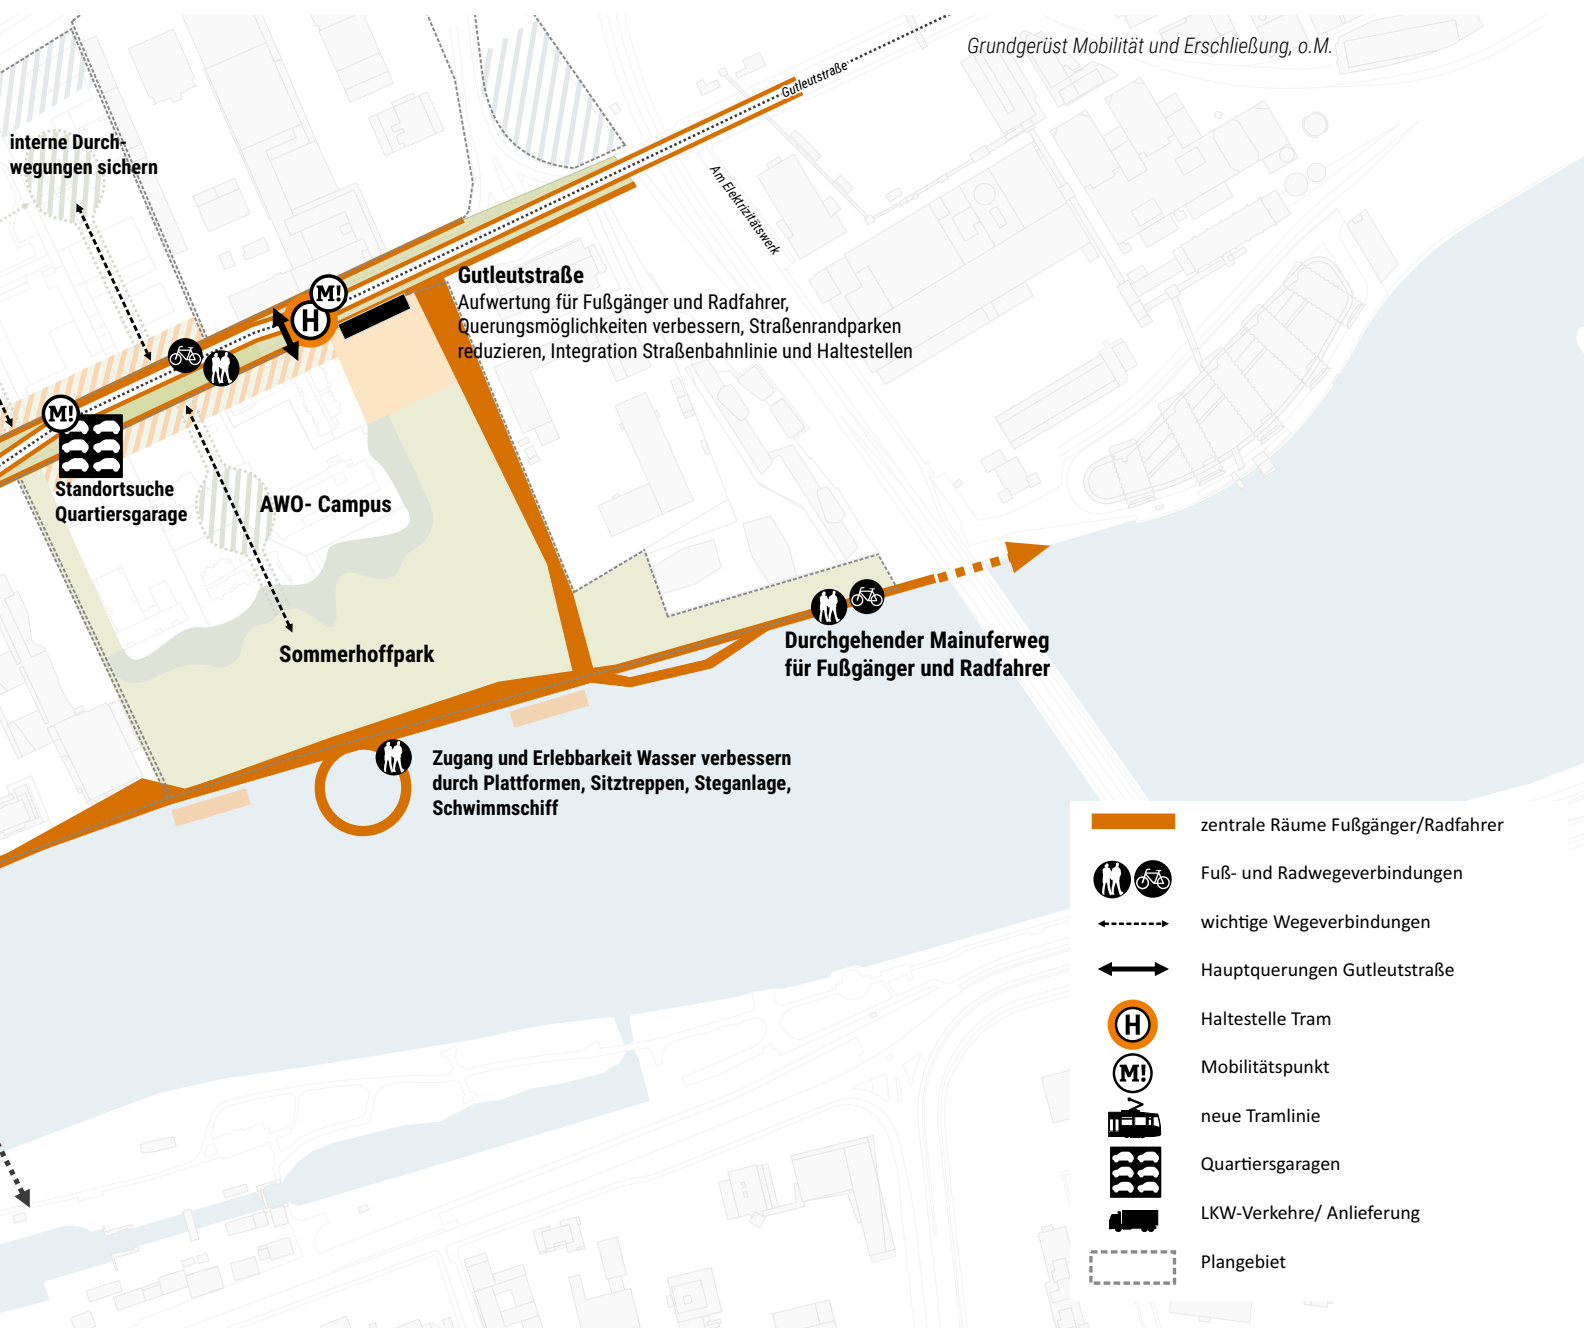 Grundgerüst Mobilität und Erschließung, o.M.
Gutleutstraße
interne Durch-
wegungen sichern
Am Elektrizitätswerk
Gutleutstraße
Aufwertung für Fußgänger und Radfahrer,
Querungsmöglichkeiten verbessern, Straßenrandparken
reduzieren, Integration Straßenbahnlinie und Haltestellen
M!
H
M!
Standortsuche
Quartiersgarage
AWO- Campus
Sommerhoffpark
Durchgehender Mainuferweg
für Fußgänger und Radfahrer
Zugang und Erlebbarkeit Wasser verbessern
durch Plattformen, Sitztreppen, Steganlage,
Schwimmschiff
zentrale Räume Fußgänger/Radfahrer
Fuß- und Radwegeverbindungen
wichtige Wegeverbindungen
Hauptquerungen Gutleutstraße
H Haltestelle Tram
M! Mobilitätspunkt
neue Tramlinie
Quartiersgaragen
LKW-Verkehre/ Anlieferung
Plangebiet